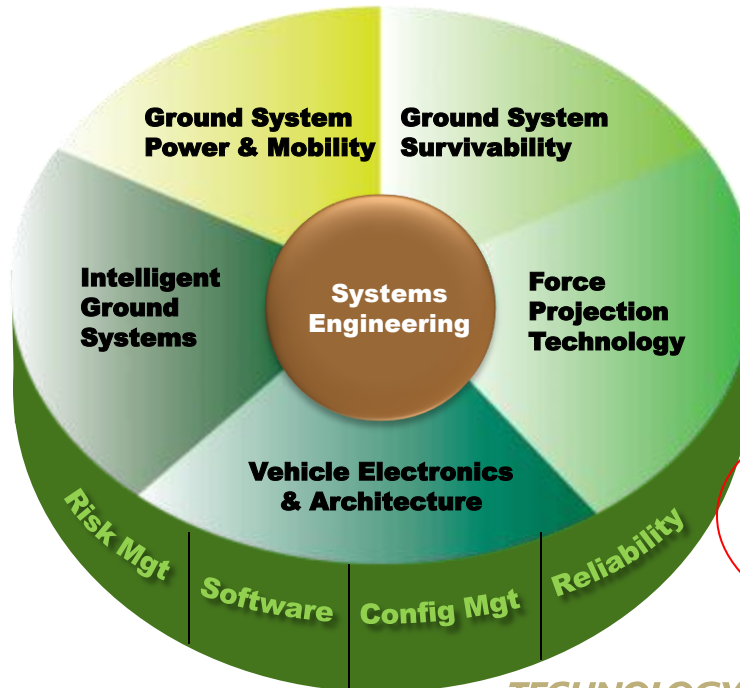 Ground System
Power & Mobility
Ground System
Survivability
Intelligent
Ground
Systems
Systems
Engineering
Force
Projection
Technology
Vehicle Electronics
& Architecture
Risk Mgt
Software
Config Mgt
Reliability
TECHNOLOGY